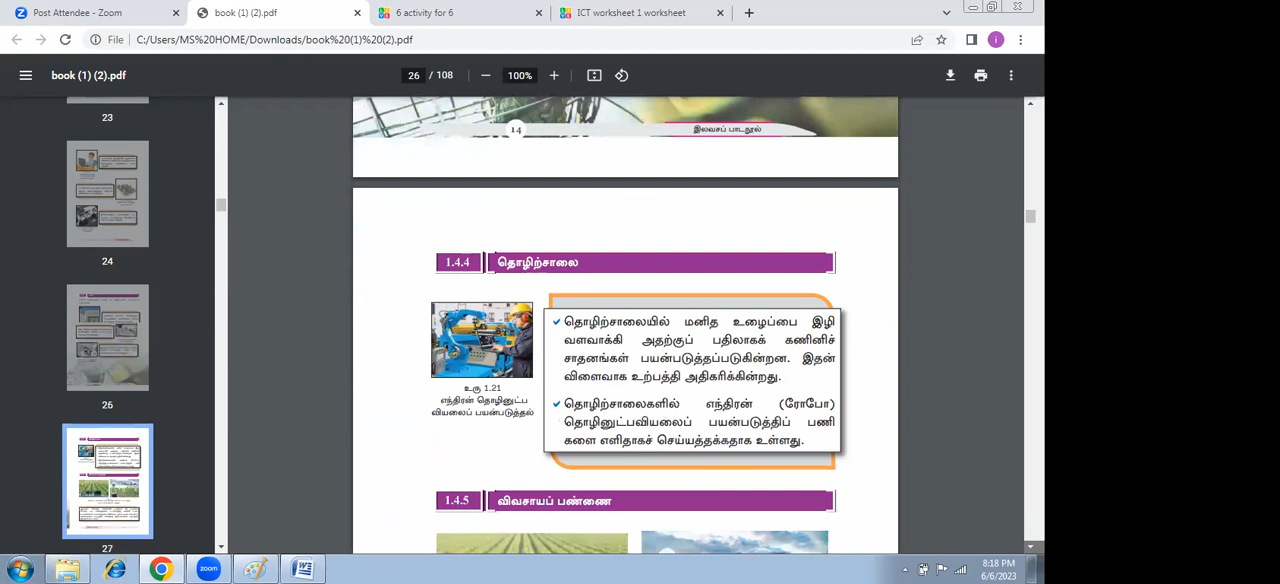 Post Attendee - Zoom
book (1) (2).pdf
6 activity for 6
ICT worksheet 1 worksheet
File
C:/Users/MS%20HOME/Downloads/book%20(1)%20(2).pdf
i
book (1) (2).pdf
26 / 108
100%
23
24
26
27
14
இலவசப் பாடநூல்
1.4.4 தொழிற்சாலை
தொழிற்சாலையில் மனித உழைப்பை இழி
வளவாக்கி அதற்குப் பதிலாகக் கணினிச்
சாதனங்கள் பயன்படுத்தப்படுகின்றன. இதன்
விளைவாக உற்பத்தி அதிகரிக்கின்றது.
உரு 1.21
எந்திரன் தொழினுட்ப
வியலைப் பயன்படுத்தல்
தொழிற்சாலைகளில் எந்திரன் (ரோபோ)
தொழினுட்பவியலைப் பயன்படுத்திப் பணி
களை எளிதாகச் செய்யத்தக்கதாக உள்ளது.
1.4.5 விவசாயப் பண்ணை
zoom
8:18 PM
6/6/2023